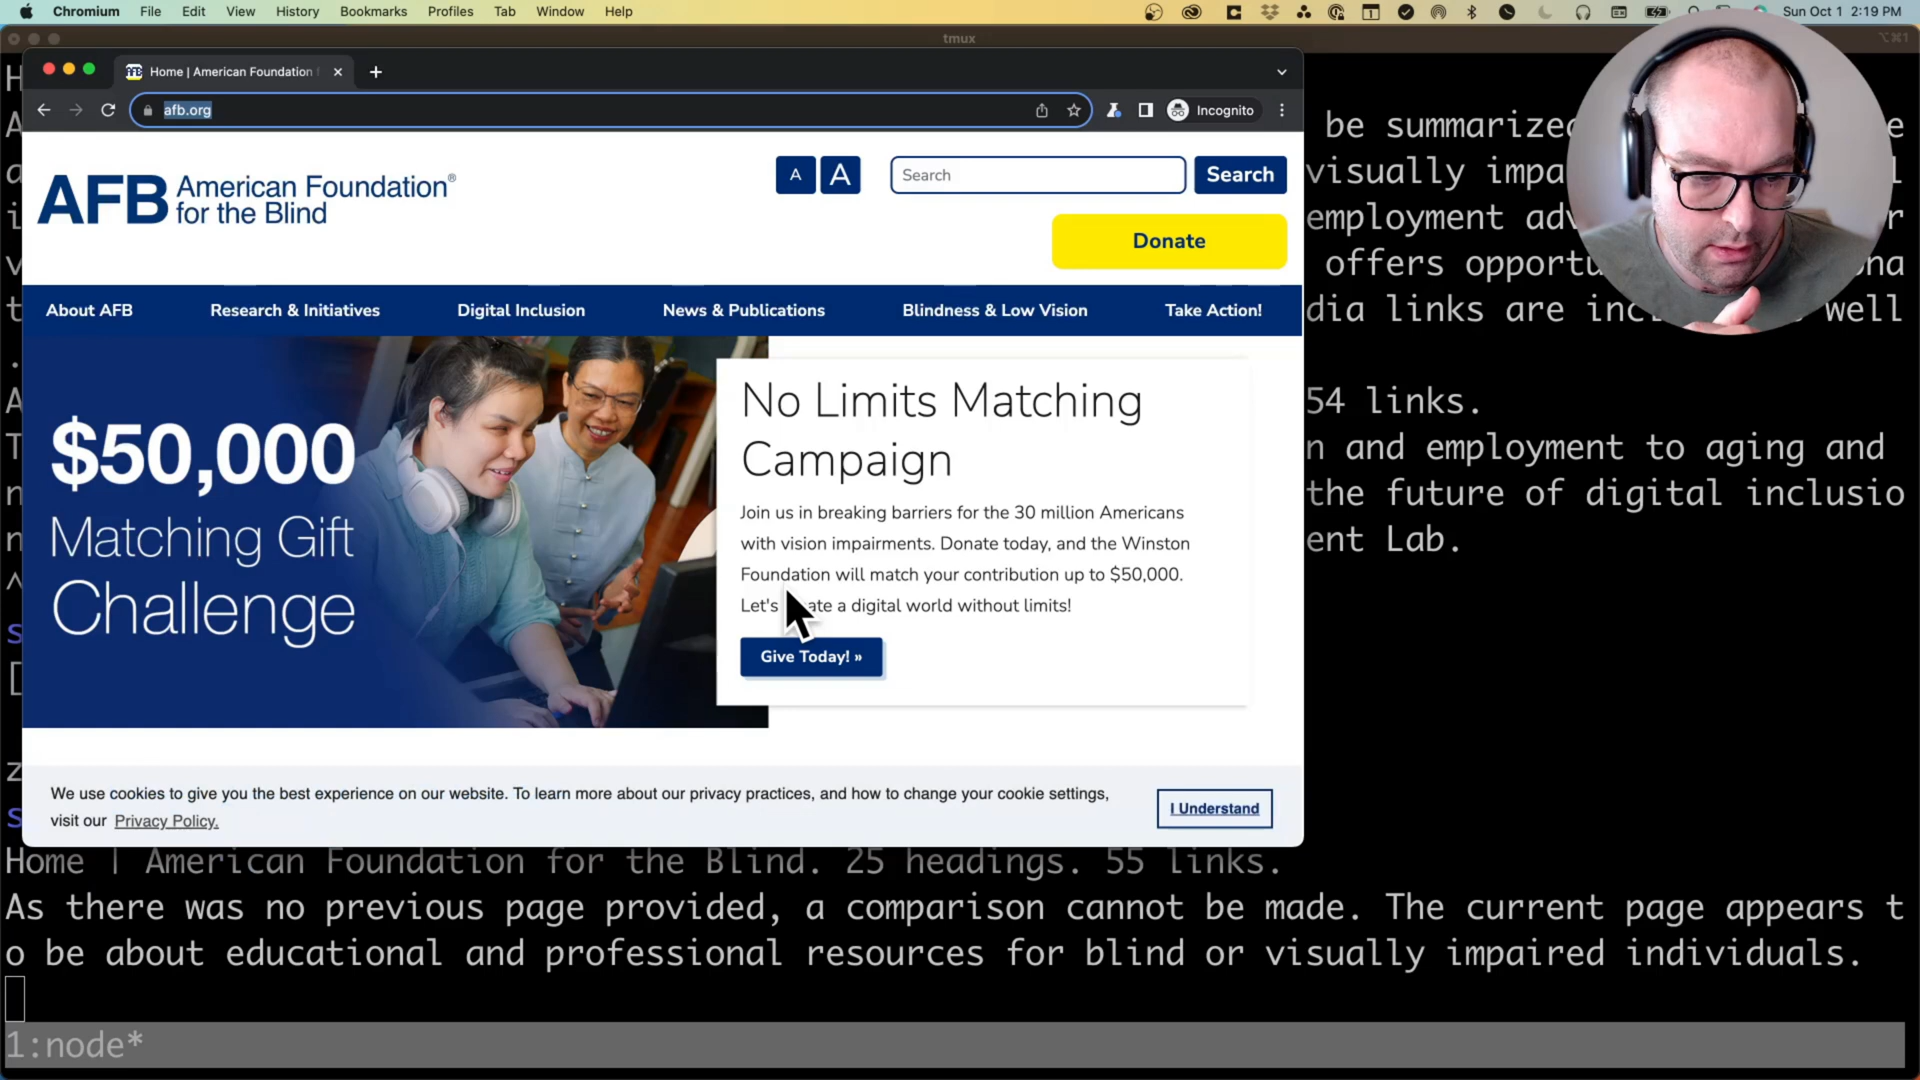 Chromium File Edit View History Bookmarks Profiles Tab Window Help
Sun Oct 1 2:19 PM
tmux
Home | American Foundation
afb.org
Incognito
AFB American Foundation
for the Blind
A A
Search
Search
Donate
About AFB Research & Initiatives Digital Inclusion News & Publications Blindness & Low Vision Take Action!
$50,000
Matching Gift
Challenge
No Limits Matching
Campaign
Join us in breaking barriers for the 30 million Americans
with vision impairments. Donate today, and the Winston
Foundation will match your contribution up to $50,000.
Let's ate a digital world without limits!
Give Today! »
We use cookies to give you the best experience on our website. To learn more about our privacy practices, and how to change your cookie settings,
visit our Privacy Policy.
I Understand
be summarized
visually impa
employment adv
offers opportu
dia links are inc well
54 links.
n and employment to aging and
the future of digital inclusio
ent Lab.
Home | American Foundation for the Blind. 25 headings. 55 links.
As there was no previous page provided, a comparison cannot be made. The current page appears t
o be about educational and professional resources for blind or visually impaired individuals.
1:node*